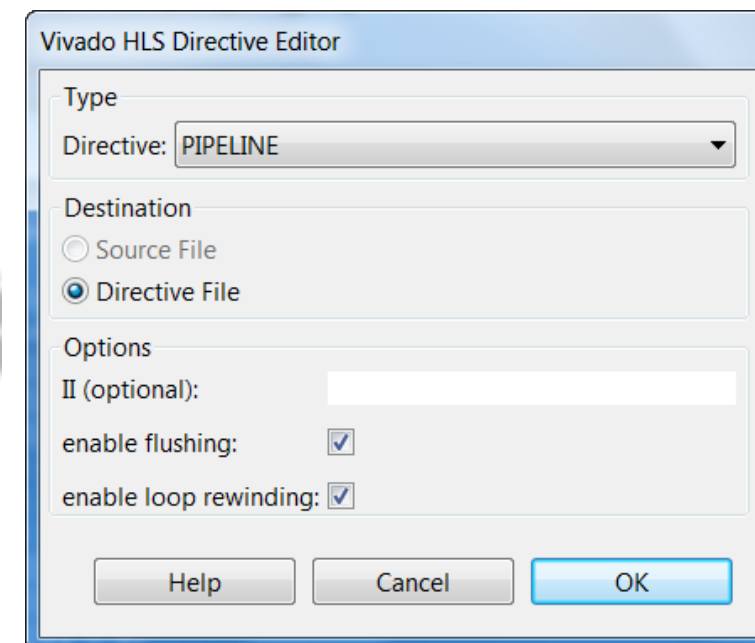 Vivado HLS Directive Editor
Type
Directive: PIPELINE
Destination
Source File
Directive File
Options
II (optional):
enable flushing:
enable loop rewinding:
Help Cancel OK